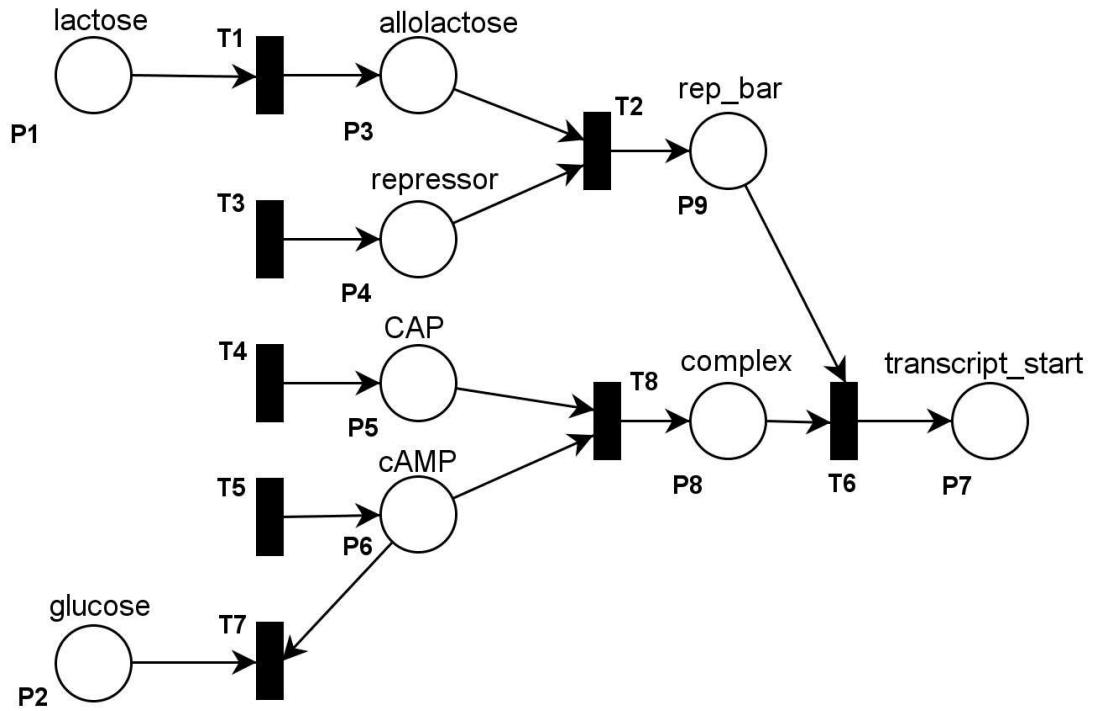 lactose
T1
allolactose
P1
P3
T2
rep_bar
T3
repressor
P9
P4
T4
CAP
P5
T8
complex
transcript_start
T5
cAMP
P6
P8
T6
P7
glucose
T7
P2